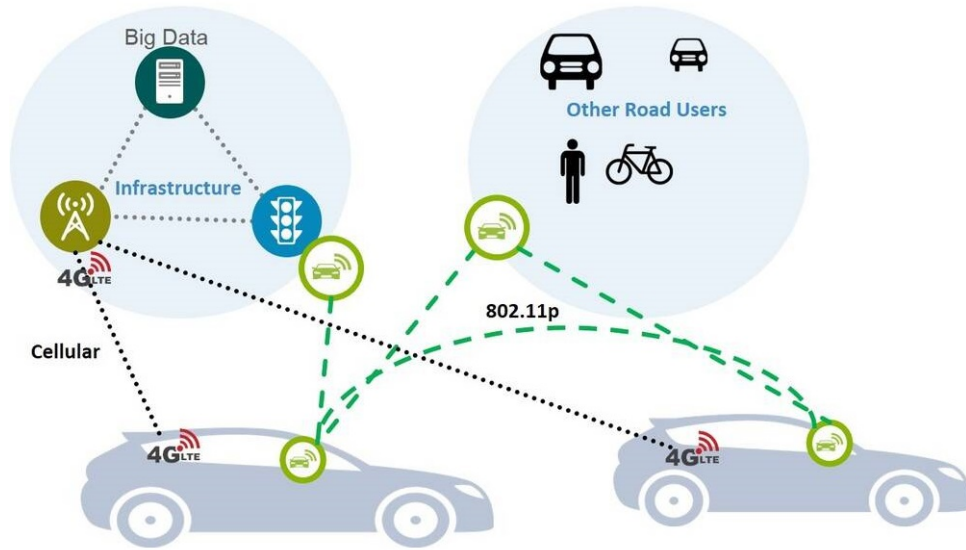 Big Data
Other Road Users
Infrastructure
4G LTE
802.11p
Cellular
4G LTE
4G LTE